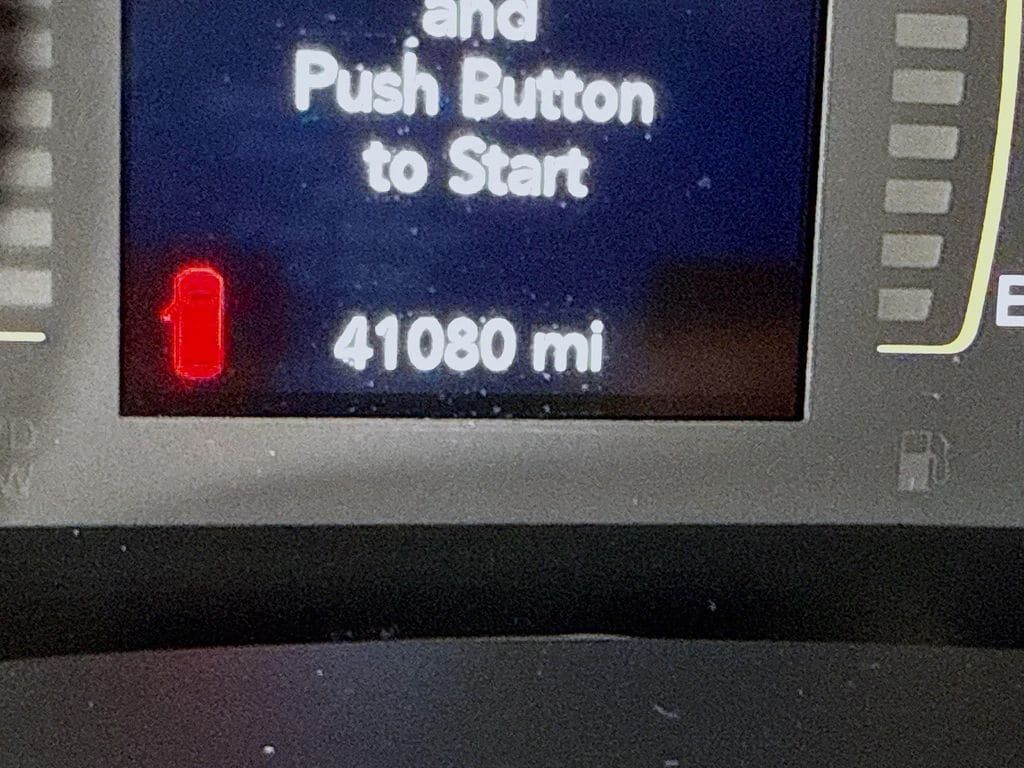 and
Push Button
to Start
41080 mi
E